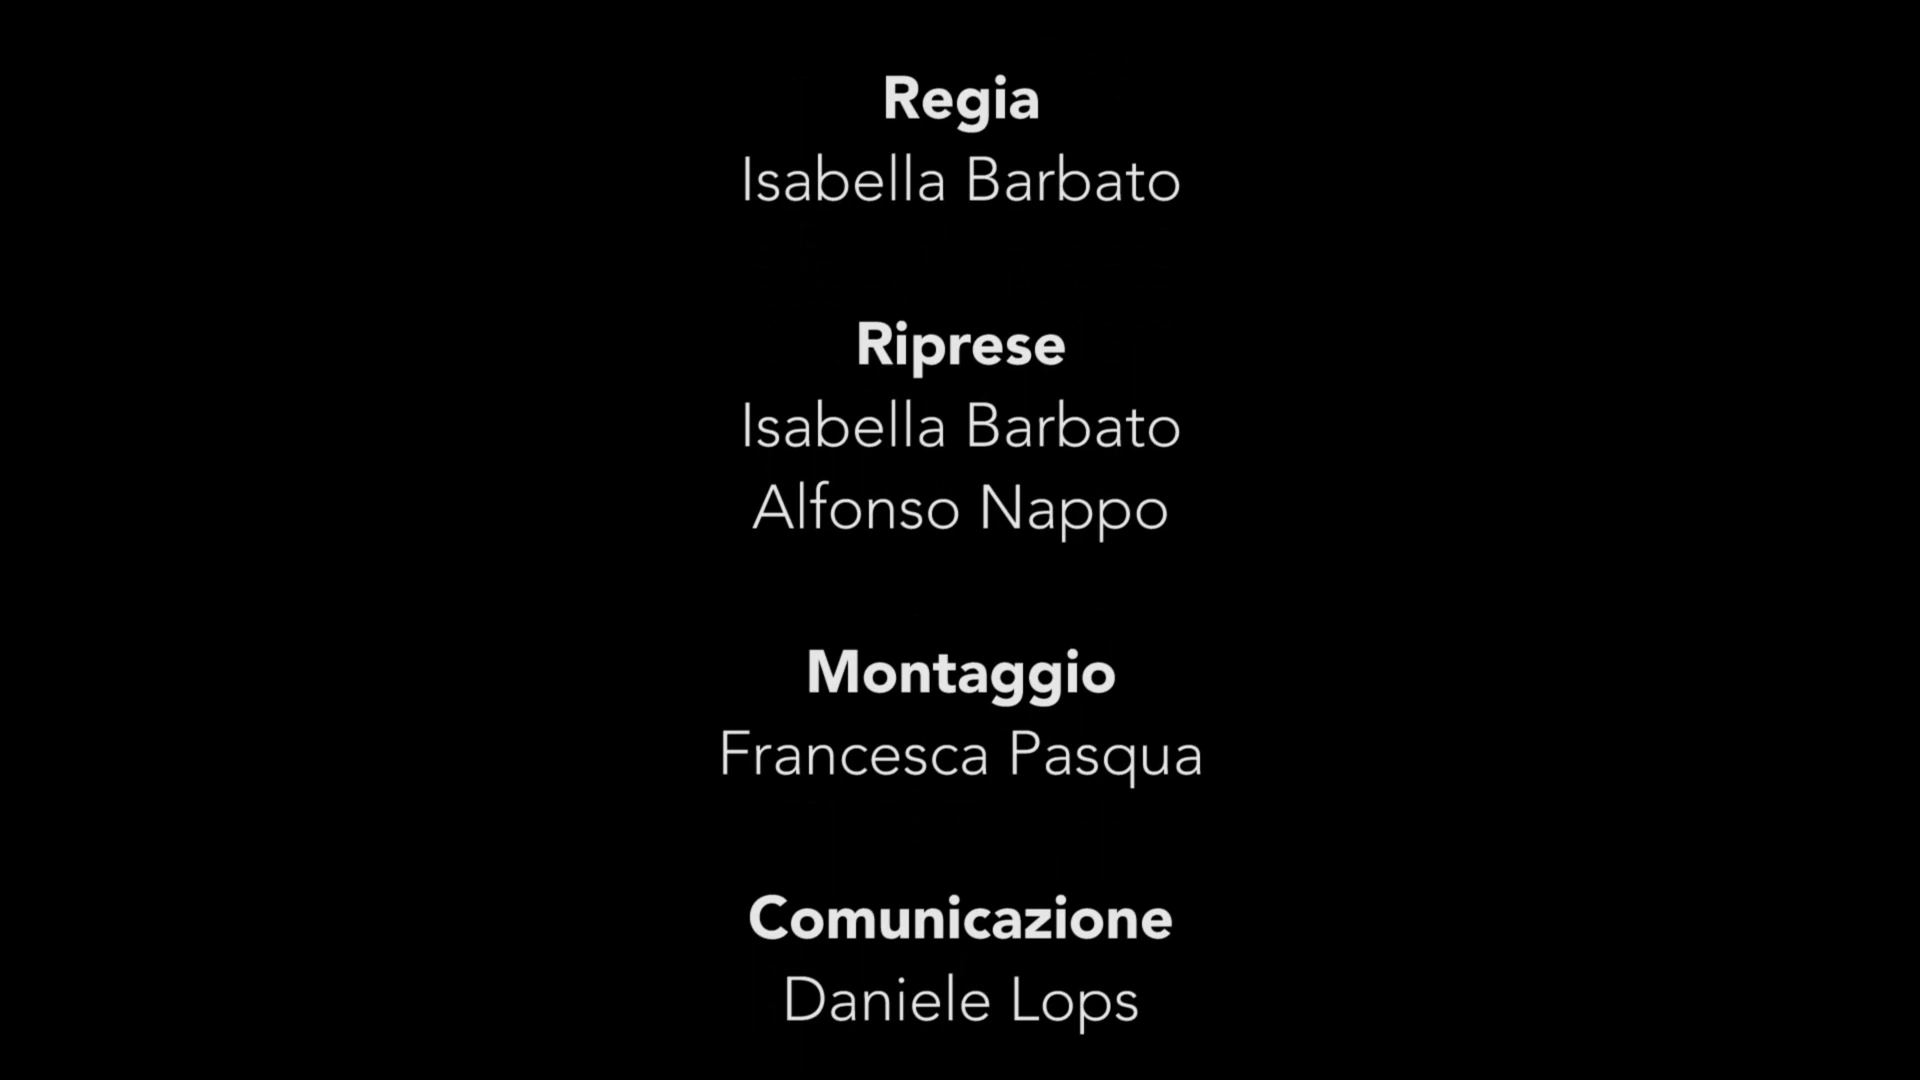 Regia
Isabella Barbato
Riprese
Isabella Barbato
Alfonso Nappo
Montaggio
Francesca Pasqua
Comunicazione
Daniele Lops